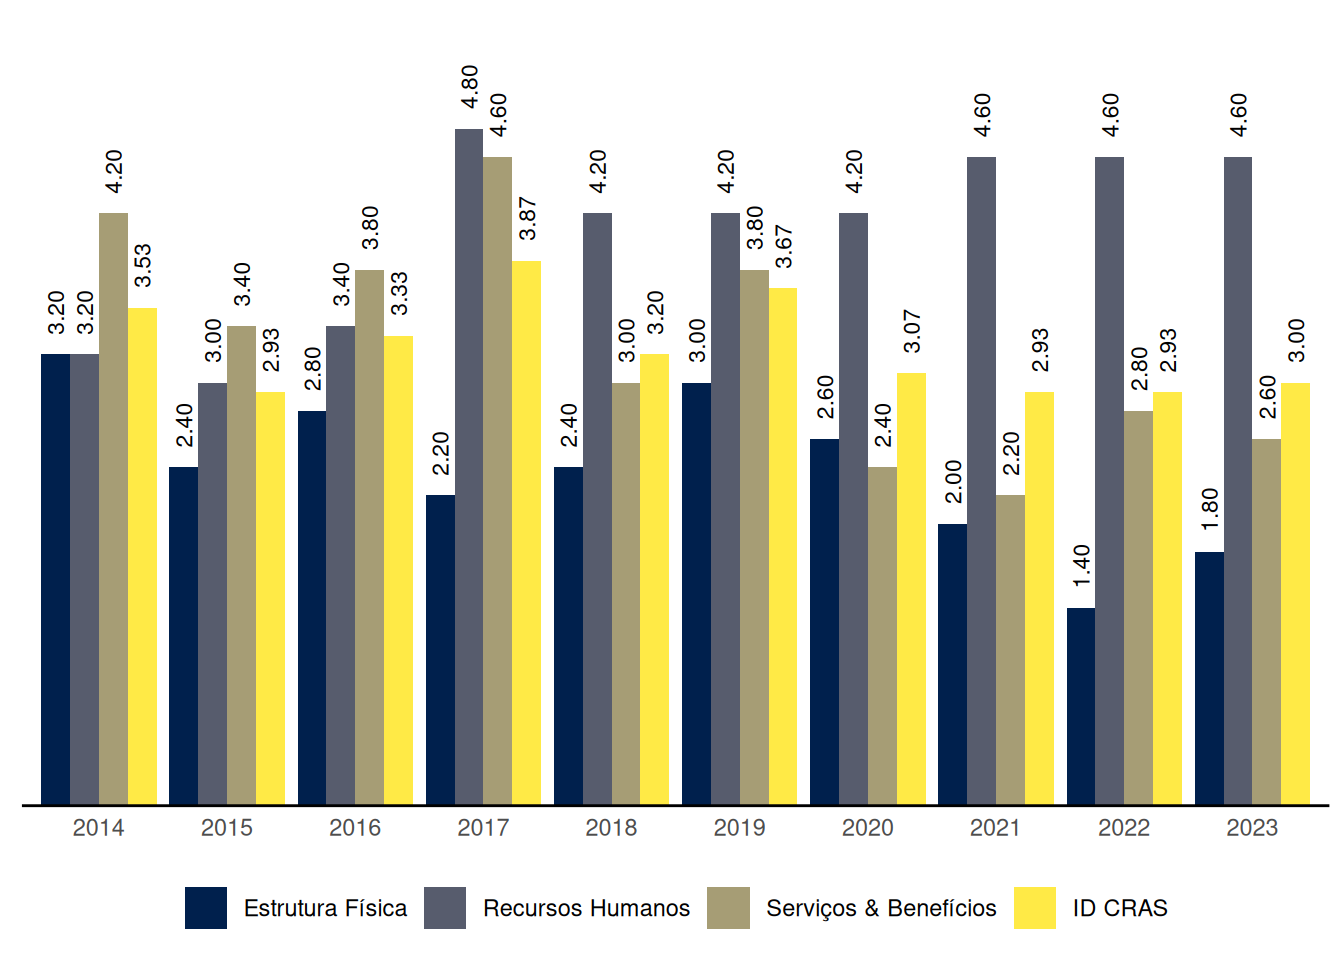 3.20 3.20 4.20 3.53
2.40 3.00 3.40 2.93
2.80 3.40 3.80 3.33
2.20 4.80 4.60 3.87
2.40 4.20 3.00 3.20
3.00 4.20 3.80 3.67
2.60 4.20 2.40 3.07
2.00 4.60 2.20 2.93
1.40 4.60 2.80 2.93
1.80 4.60 2.60 3.00
2014 2015 2016 2017 2018 2019 2020 2021 2022 2023
Estrutura Física Recursos Humanos Serviços & Benefícios ID CRAS